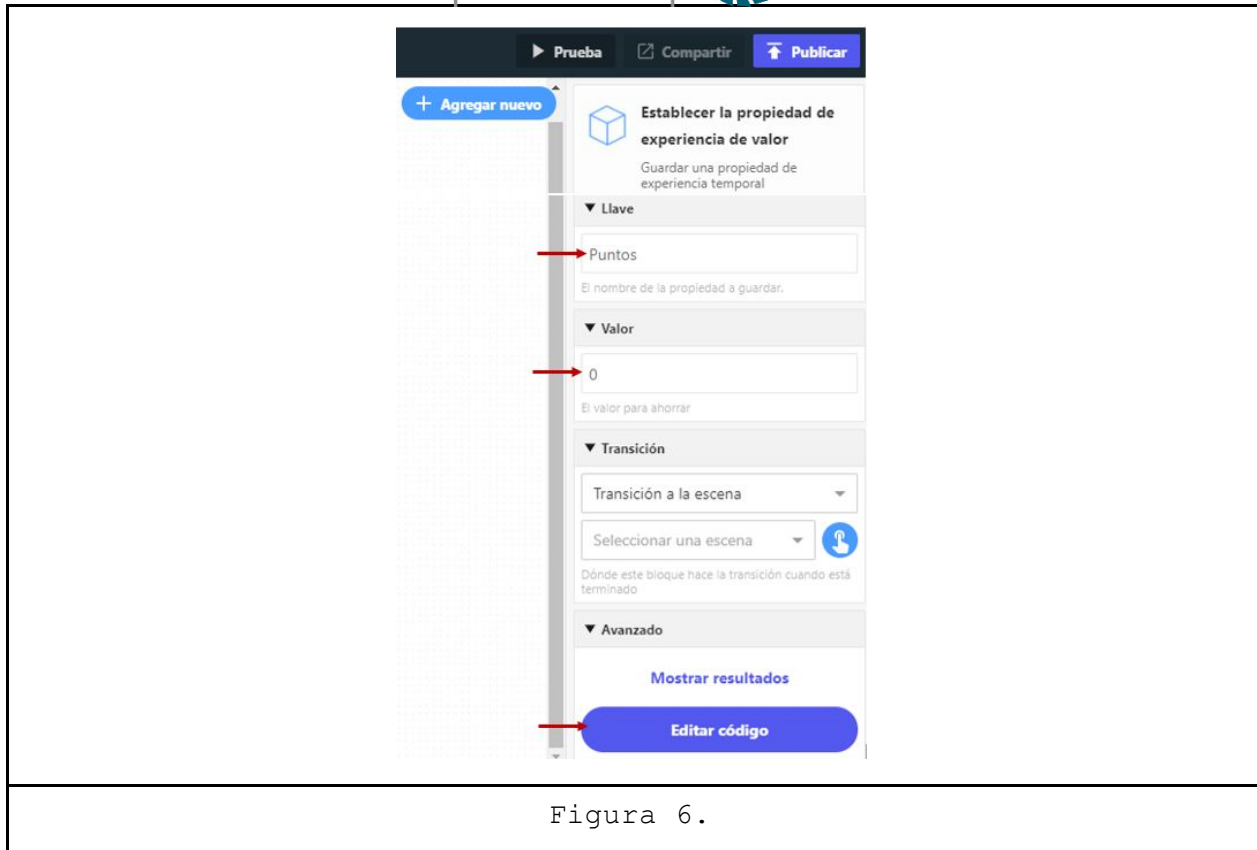 Prueba
Compartir
Publicar
+ Agregar nuevo
Establecer la propiedad de
experiencia de valor
Guardar una propiedad de
experiencia temporal
Llave
Puntos
El nombre de la propiedad a guardar.
Valor
0
El valor para ahorrar
Transición
Transición a la escena
Seleccionar una escena
Dónde este bloque hace la transición cuando está
terminado
Avanzado
Mostrar resultados
Editar código
Figura 6.